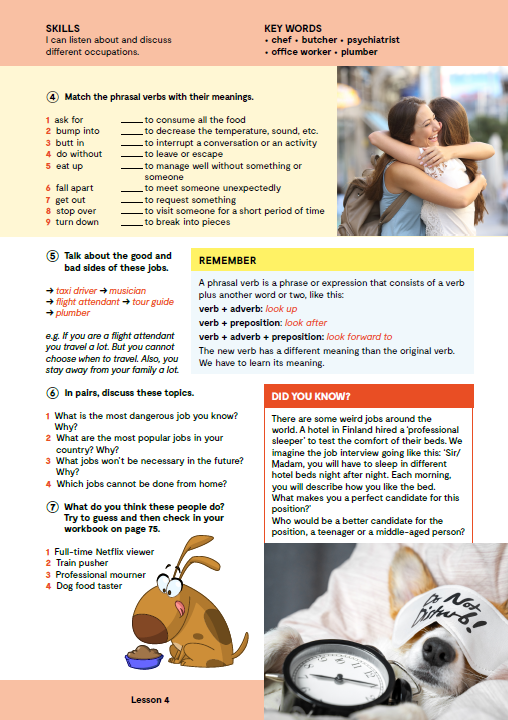 SKILLS
I can listen about and discuss
different occupations.
KEY WORDS
• chef • butcher • psychiatrist
• office worker • plumber
4 Match the phrasal verbs with their meanings.
1 ask for ____ to consume all the food
2 bump into ____ to decrease the temperature, sound, etc.
3 butt in ____ to interrupt a conversation or an activity
4 do without ____ to leave or escape
5 eat up ____ to manage well without something or
someone
6 fall apart ____ to meet someone unexpectedly
7 get out ____ to request something
8 stop over ____ to visit someone for a short period of time
9 turn down ____ to break into pieces
5 Talk about the good and
bad sides of these jobs.
→ taxi driver → musician
→ flight attendant → tour guide
→ plumber
e.g. If you are a flight attendant
you travel a lot. But you cannot
choose when to travel. Also, you
stay away from your family a lot.
REMEMBER
A phrasal verb is a phrase or expression that consists of a verb
plus another word or two, like this:
verb + adverb: look up
verb + preposition: look after
verb + adverb + preposition: look forward to
The new verb has a different meaning than the original verb.
We have to learn its meaning.
6 In pairs, discuss these topics.
1 What is the most dangerous job you know?
Why?
2 What are the most popular jobs in your
country? Why?
3 What jobs won't be necessary in the future?
Why?
4 Which jobs cannot be done from home?
7 What do you think these people do?
Try to guess and then check in your
workbook on page 75.
1 Full-time Netflix viewer
2 Train pusher
3 Professional mourner
4 Dog food taster
DID YOU KNOW?
There are some weird jobs around the
world. A hotel in Finland hired a 'professional
sleeper' to test the comfort of their beds. We
imagine the job interview going like this: 'Sir/
Madam, you will have to sleep in different
hotel beds night after night. Each morning,
you will describe how you like the bed.
What makes you a perfect candidate for this
position?'
Who would be a better candidate for the
position, a teenager or a middle-aged person?
Do Not
Disturb!
Lesson 4